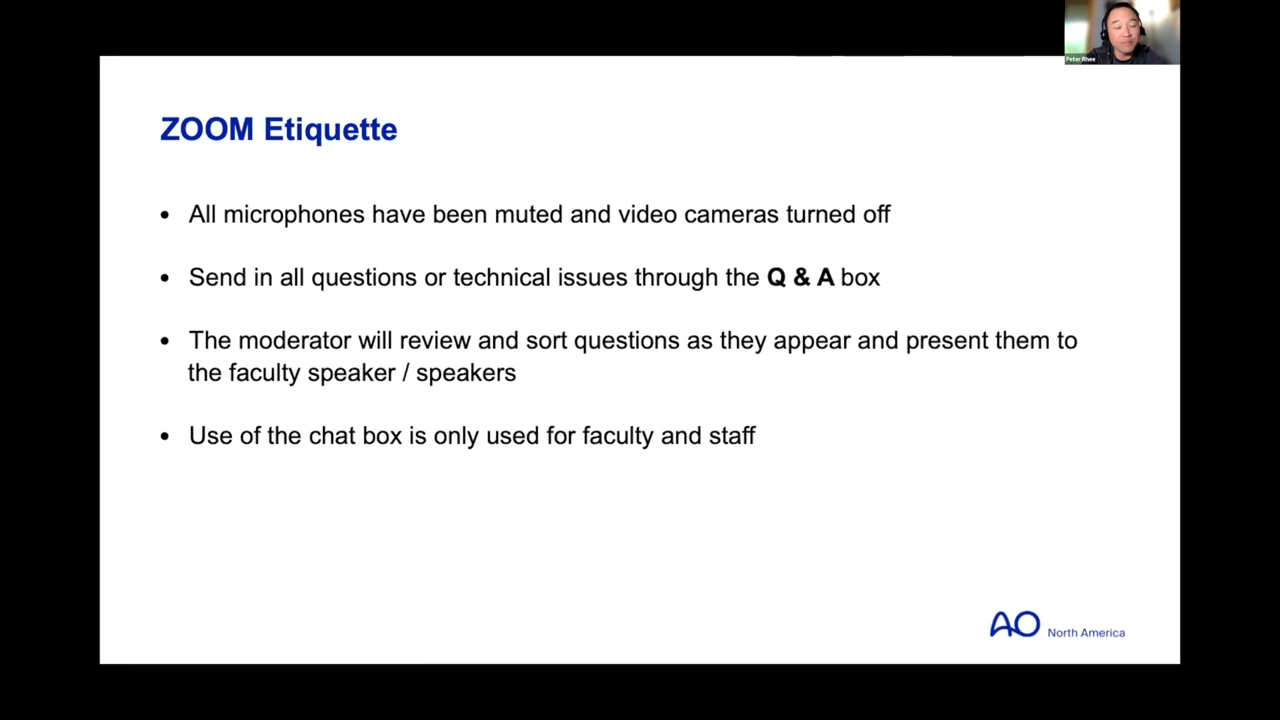 Peter Rhee
ZOOM Etiquette
• All microphones have been muted and video cameras turned off
• Send in all questions or technical issues through the Q & A box
• The moderator will review and sort questions as they appear and present them to
the faculty speaker / speakers
• Use of the chat box is only used for faculty and staff
AO North America